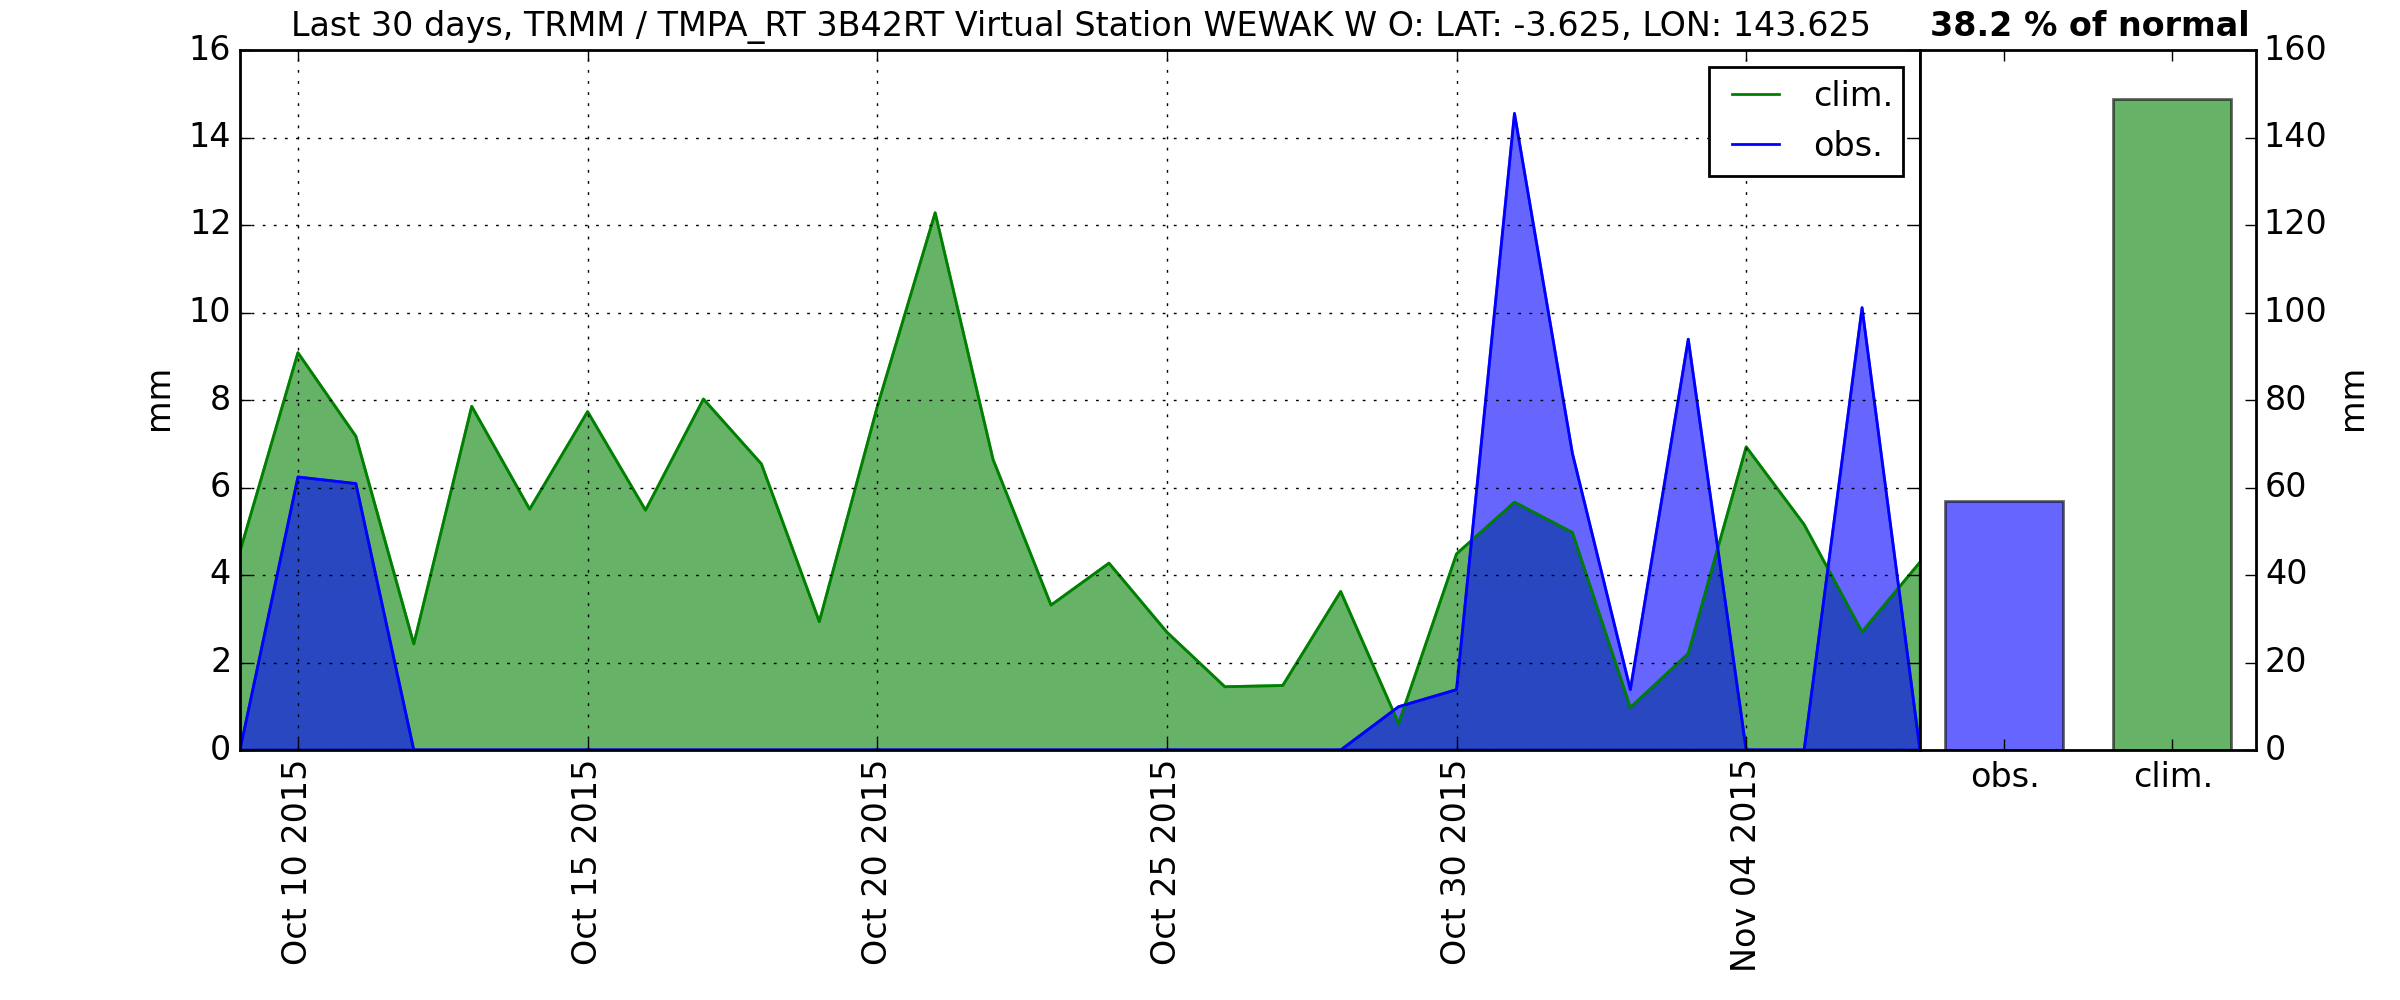 Last 30 days, TRMM / TMPA_RT 3B42RT Virtual Station WEWAK W O: LAT: -3.625, LON: 143.625
38.2 % of normal
16
14
12
10
8
6
4
2
0
mm
clim.
obs.
160
140
120
100
80
60
40
20
0
mm
Oct 10 2015
Oct 15 2015
Oct 20 2015
Oct 25 2015
Oct 30 2015
Nov 04 2015
obs.
clim.